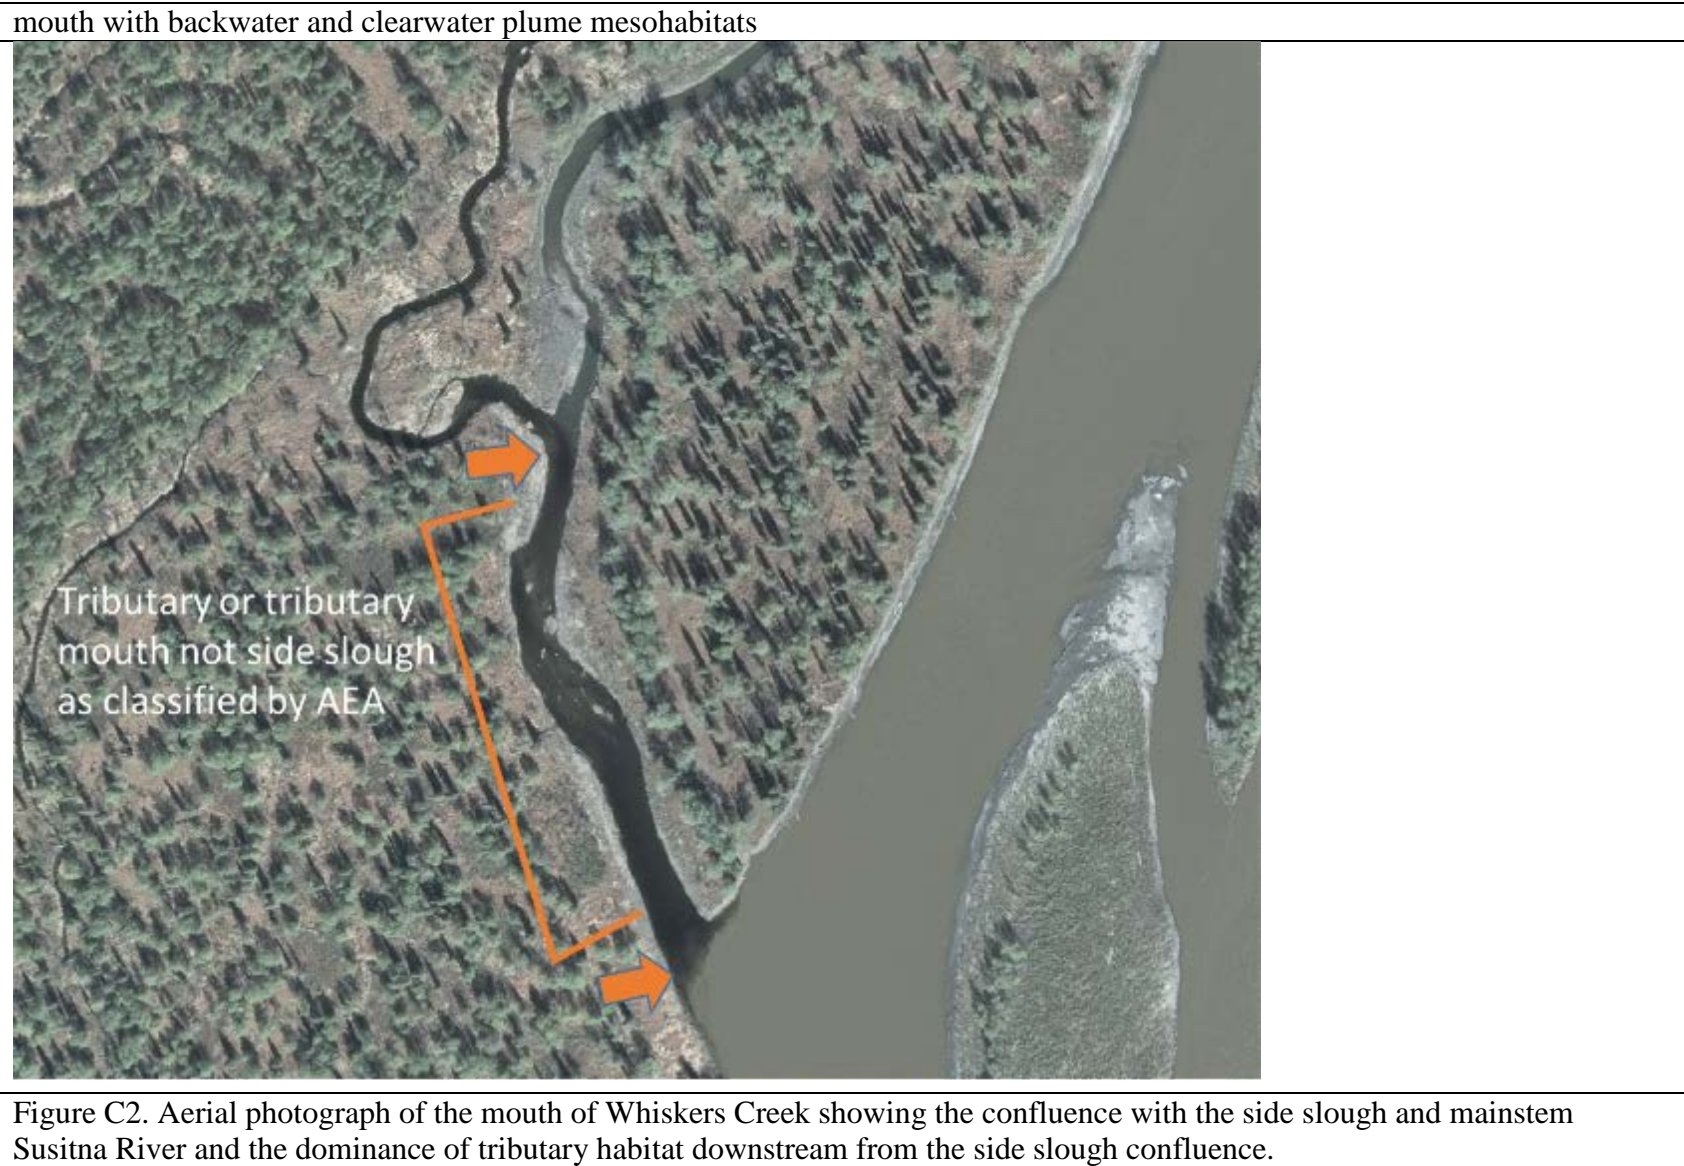 mouth with backwater and clearwater plume mesohabitats
Tributary or tributary
mouth not side slough
as classified by AEA
Figure C2. Aerial photograph of the mouth of Whiskers Creek showing the confluence with the side slough and mainstem
Susitna River and the dominance of tributary habitat downstream from the side slough confluence.